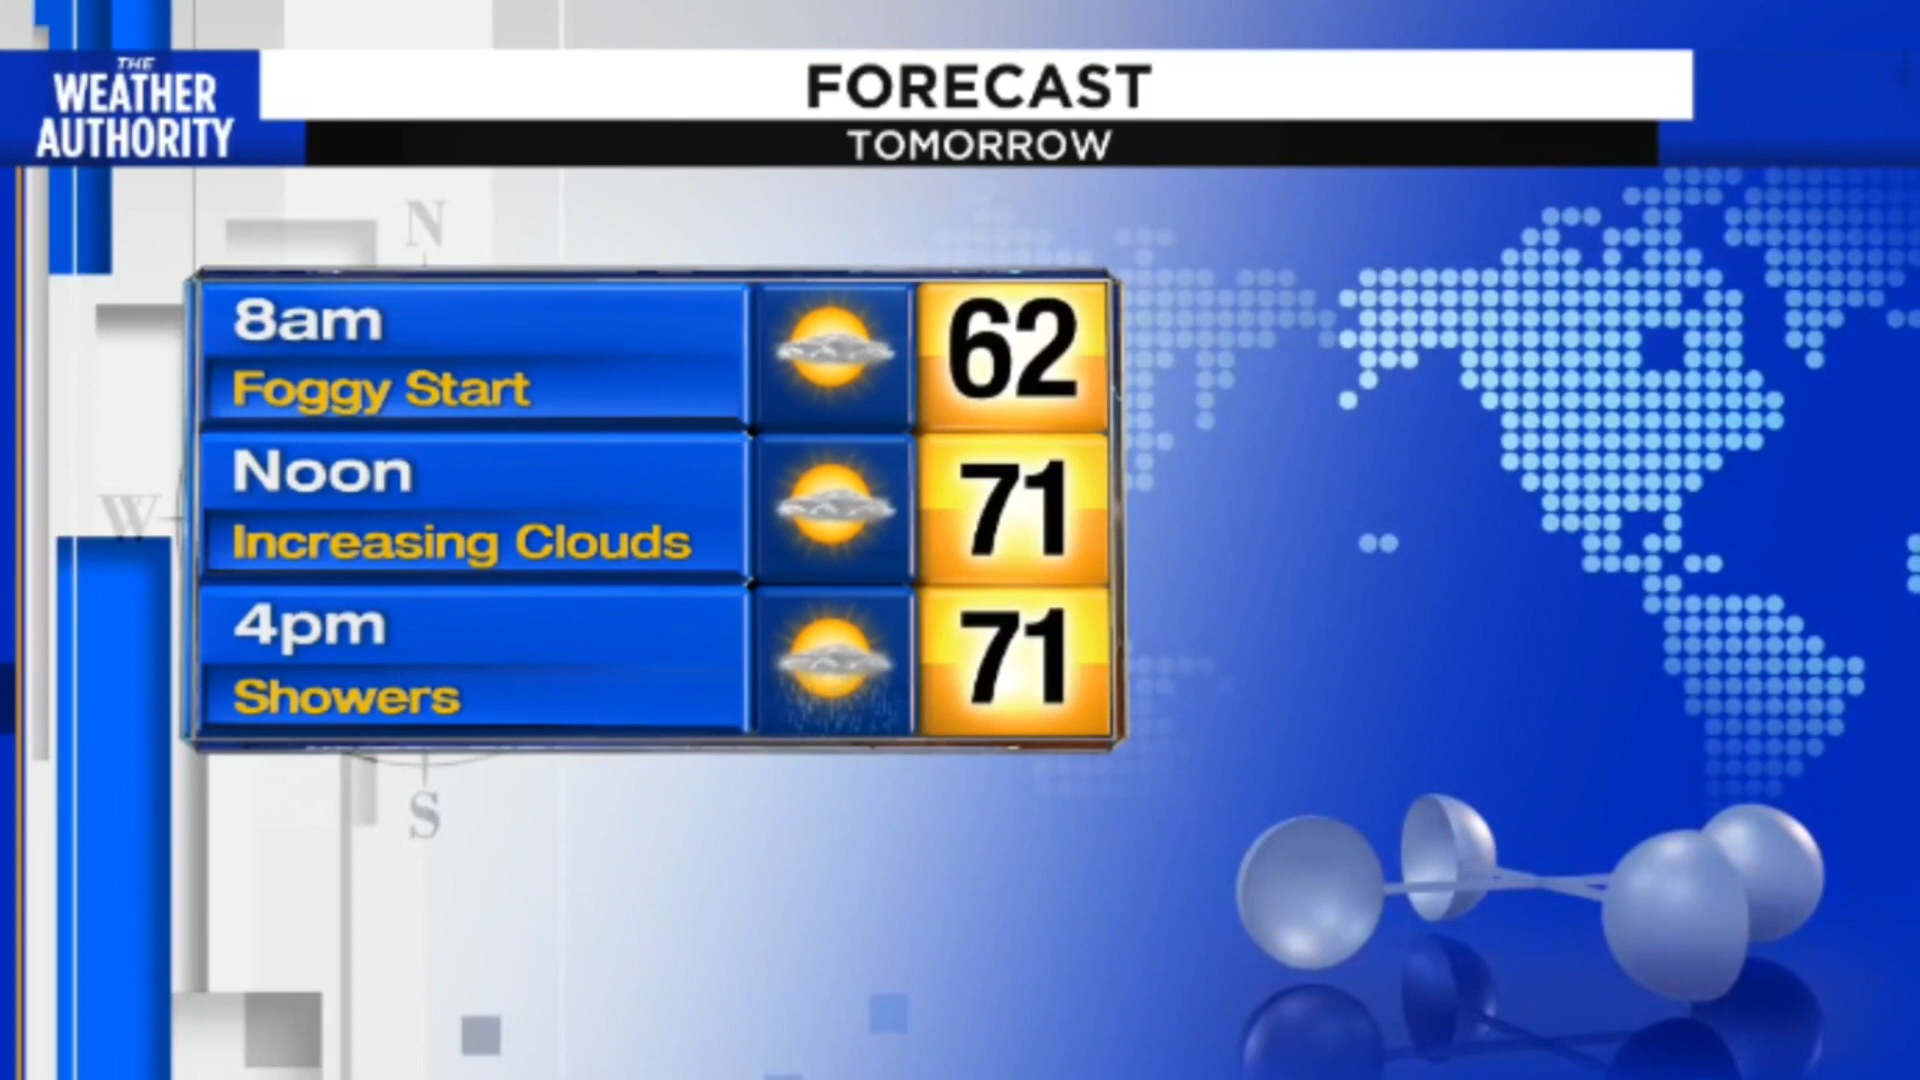 THE
WEATHER
AUTHORITY
FORECAST
TOMORROW
N
8am
Foggy Start
62
Noon
Increasing Clouds
71
W
4pm
Showers
71
S